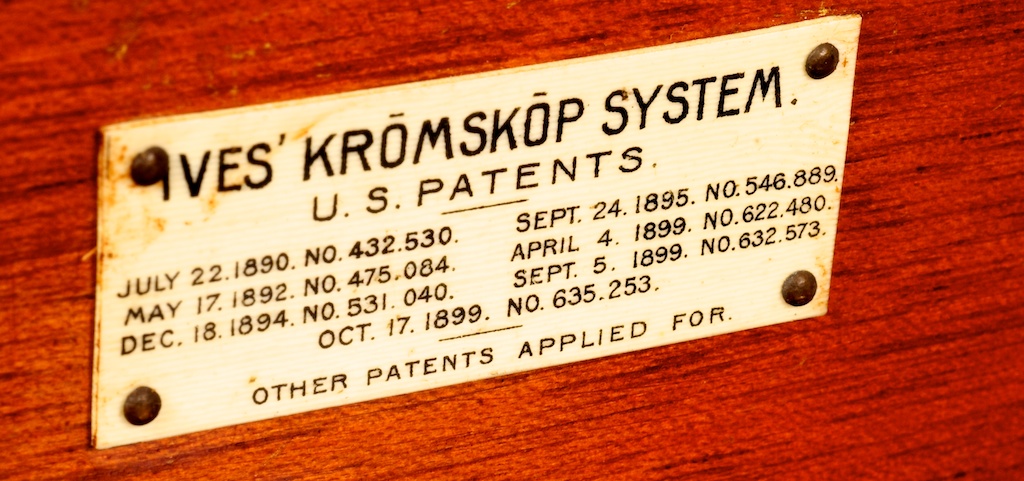 IVES' KRŌMSKŌP SYSTEM.
U.S. PATENTS.
JULY 22.1890. NO. 432.530. SEPT. 24.1895. NO.546.889.
MAY 17.1892. NO. 475.084. APRIL 4. 1899. NO.622.480.
DEC. 18.1894. NO. 531.040. SEPT. 5. 1899. NO.632.573.
OCT. 17. 1899. NO. 635.253.
OTHER PATENTS APPLIED FOR.